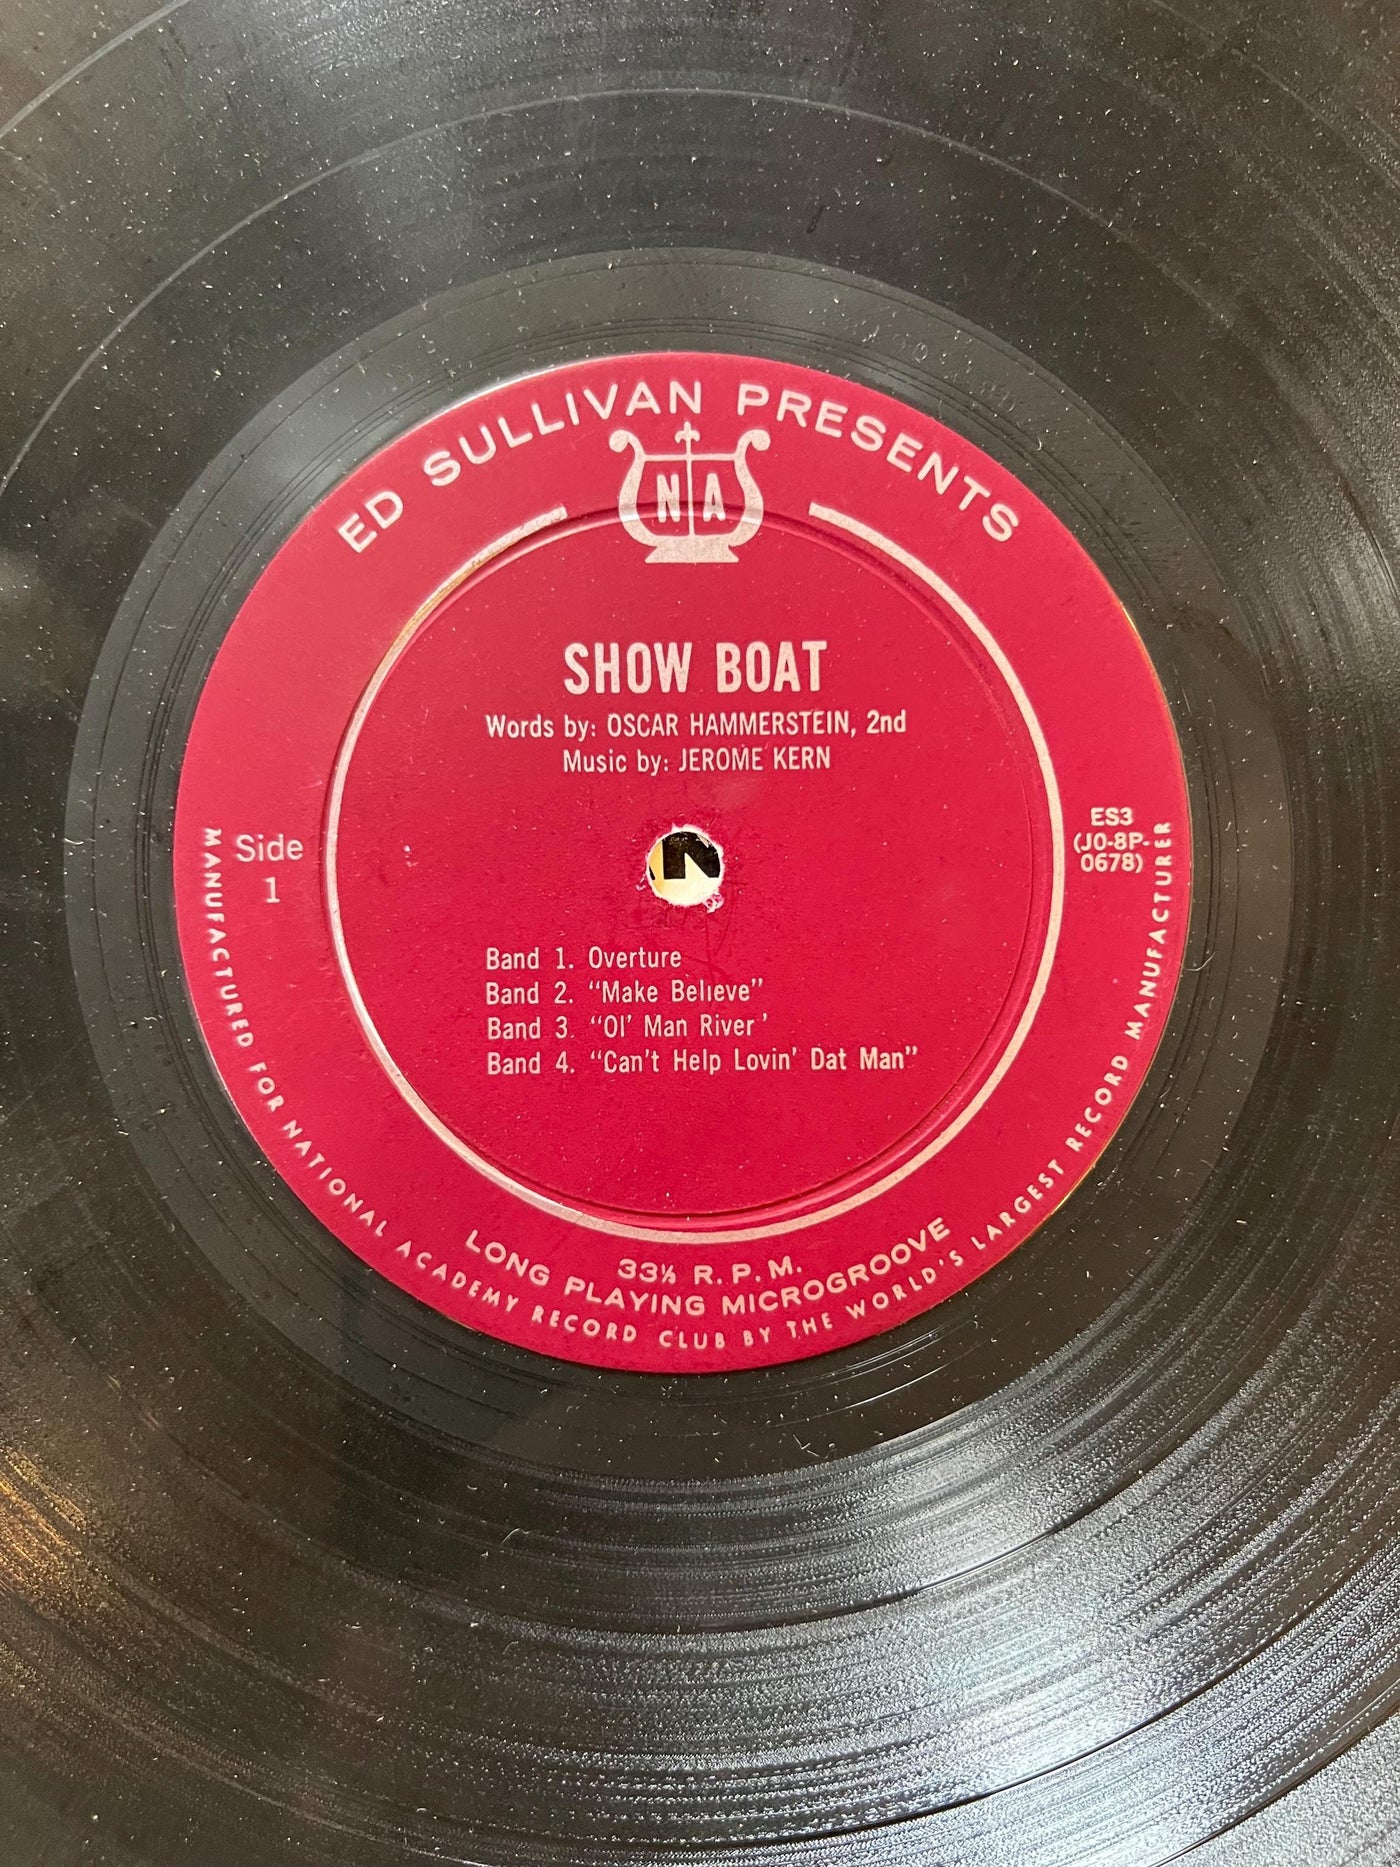 ED SULLIVAN PRESENTS
N A
SHOW BOAT
Words by: OSCAR HAMMERSTEIN, 2nd
Music by: JEROME KERN
Side
1
ES3
(J0-8P-
0678)
Band 1. Overture
Band 2. “Make Believe”
Band 3. “Ol’ Man River’
Band 4. “Can’t Help Lovin’ Dat Man”
33⅓ R.P.M.
LONG PLAYING MICROGROOVE
MANUFACTURED FOR NATIONAL ACADEMY RECORD CLUB BY THE WORLD'S LARGEST RECORD MANUFACTURER